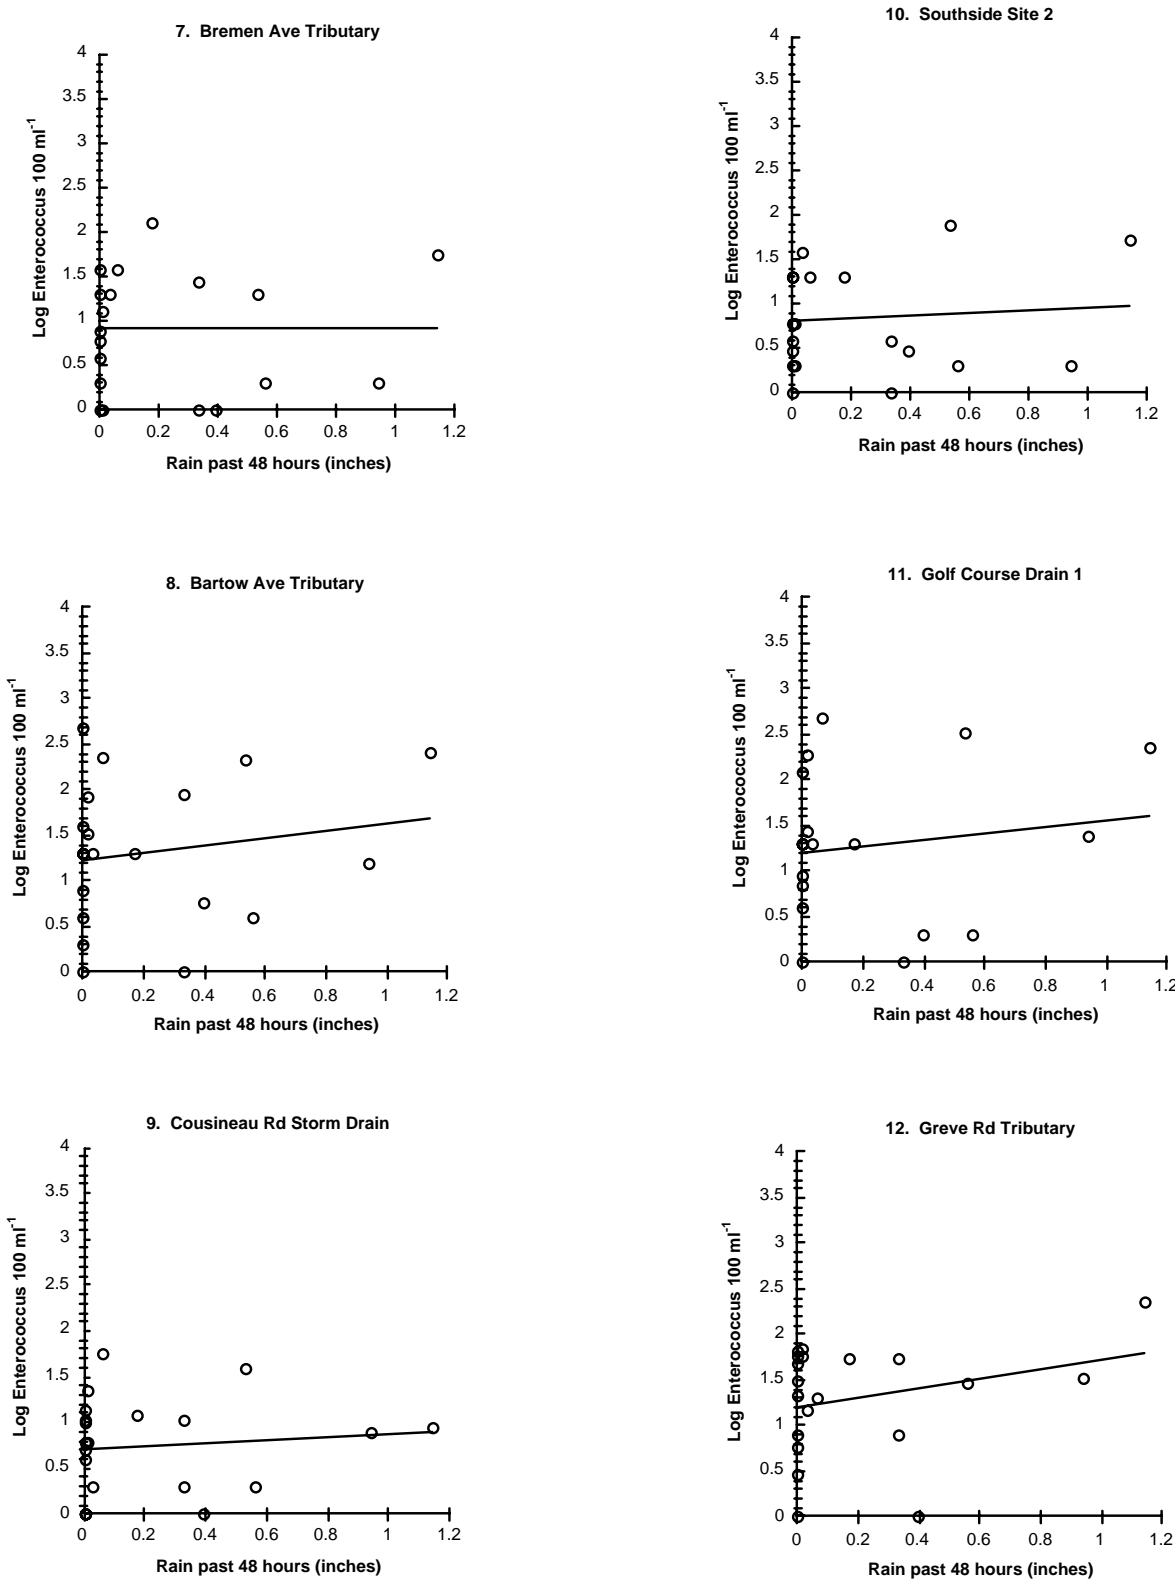 7. Bremen Ave Tributary
Log Enterococcus 100 ml-1
4
3.5
3
2.5
2
1.5
1
0.5
0
0 0.2 0.4 0.6 0.8 1 1.2
Rain past 48 hours (inches)
8. Bartow Ave Tributary
Log Enterococcus 100 ml-1
4
3.5
3
2.5
2
1.5
1
0.5
0
0 0.2 0.4 0.6 0.8 1 1.2
Rain past 48 hours (inches)
9. Cousineau Rd Storm Drain
Log Enterococcus 100 ml-1
4
3.5
3
2.5
2
1.5
1
0.5
0
0 0.2 0.4 0.6 0.8 1 1.2
Rain past 48 hours (inches)
10. Southside Site 2
Log Enterococcus 100 ml-1
4
3.5
3
2.5
2
1.5
1
0.5
0
0 0.2 0.4 0.6 0.8 1 1.2
Rain past 48 hours (inches)
11. Golf Course Drain 1
Log Enterococcus 100 ml-1
4
3.5
3
2.5
2
1.5
1
0.5
0
0 0.2 0.4 0.6 0.8 1 1.2
Rain past 48 hours (inches)
12. Greve Rd Tributary
Log Enterococcus 100 ml-1
4
3.5
3
2.5
2
1.5
1
0.5
0
0 0.2 0.4 0.6 0.8 1 1.2
Rain past 48 hours (inches)